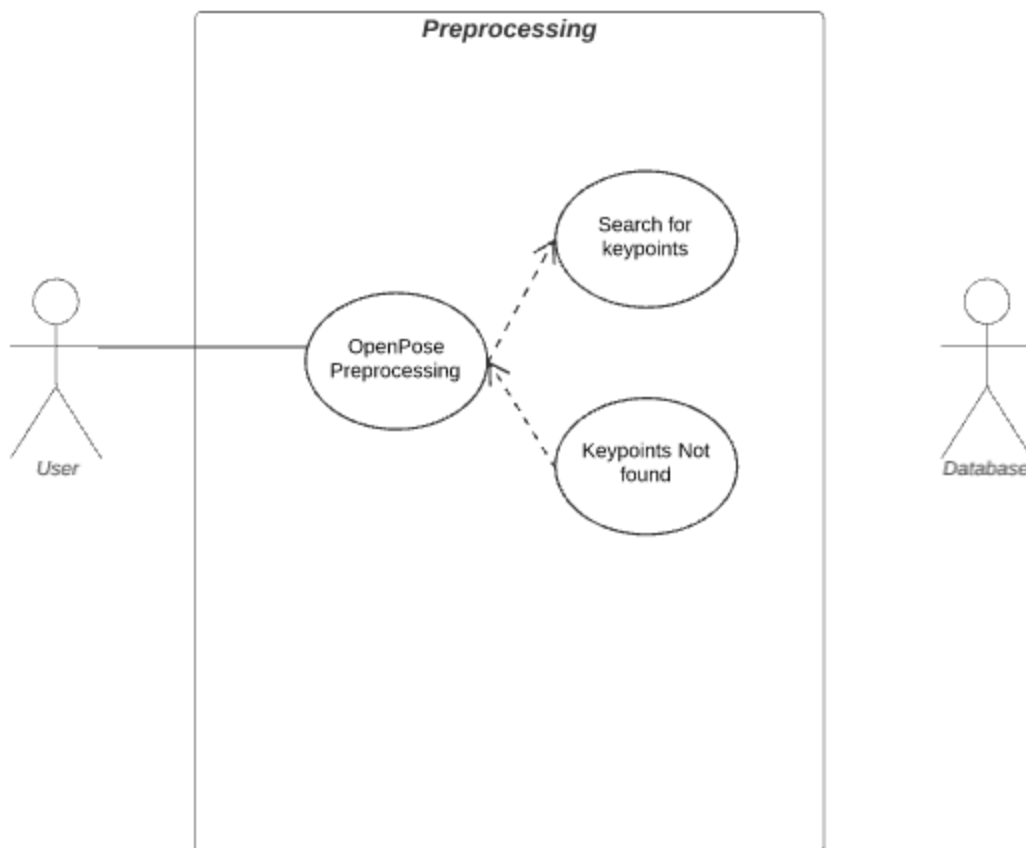 Preprocessing
Search for
keypoints
OpenPose
Preprocessing
Keypoints Not
found
User
Database